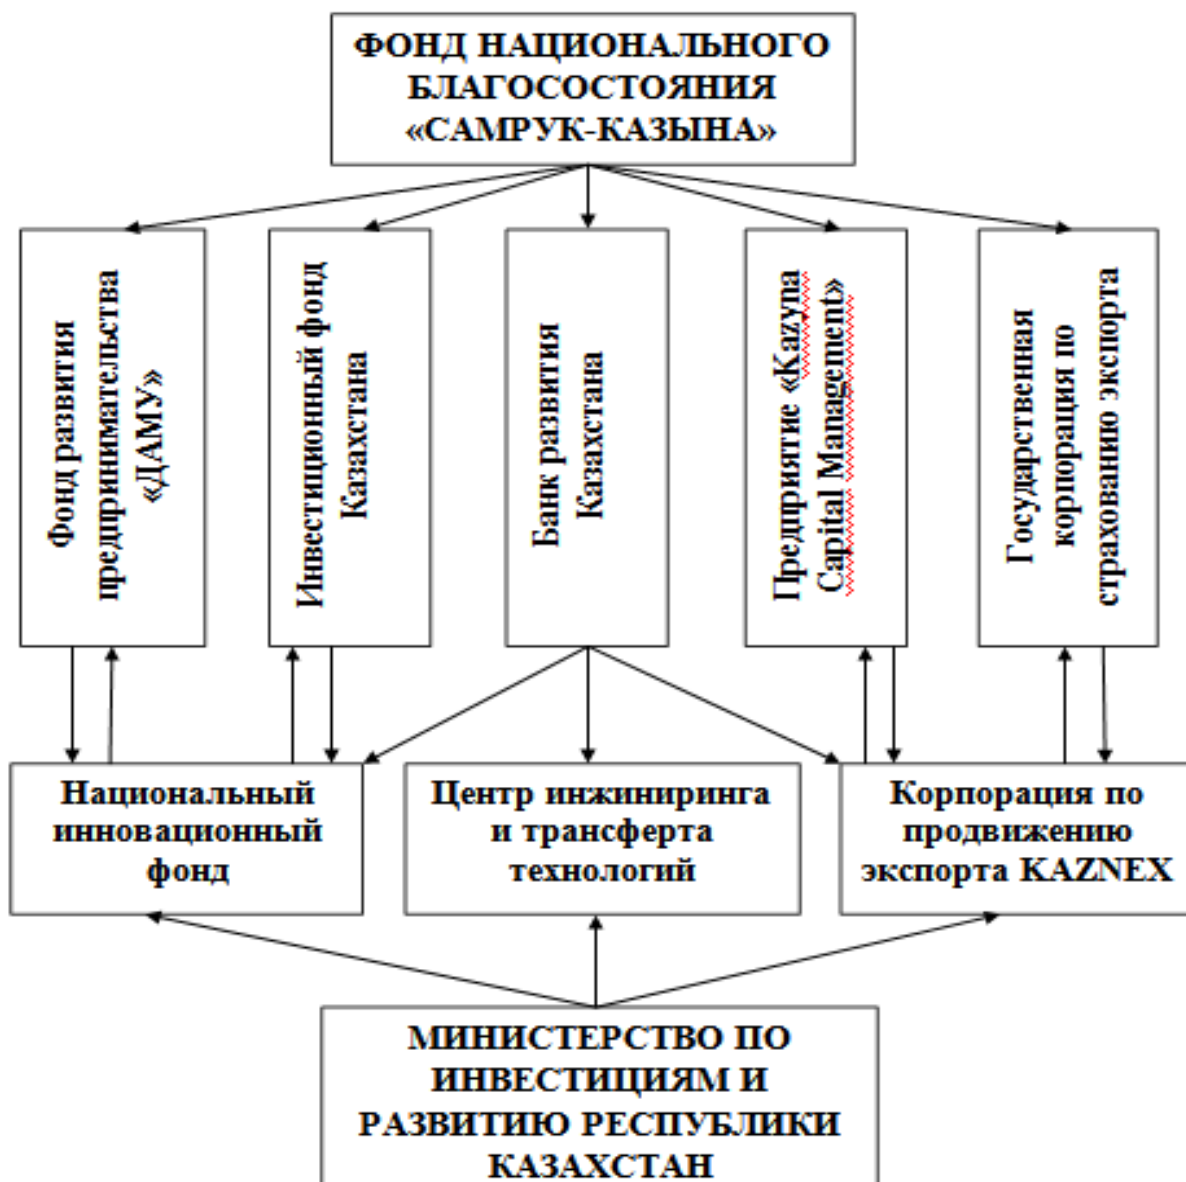 ФОНД НАЦИОНАЛЬНОГО
БЛАГОСОСТОЯНИЯ
«САМРУК-КАЗЫНА»
Фонд развития
предпринимательства
«ДАМУ»
Инвестиционный фонд
Казахстана
Банк развития
Казахстана
Предприятие «Kazyna
Capital Management»
Государственная
корпорация по
страхованию экспорта
Национальный
инновационный
фонд
Центр инжиниринга
и трансферта
технологий
Корпорация по
продвижению
экспорта KAZNEX
МИНИСТЕРСТВО ПО
ИНВЕСТИЦИЯМ И
РАЗВИТИЮ РЕСПУБЛИКИ
КАЗАХСТАН